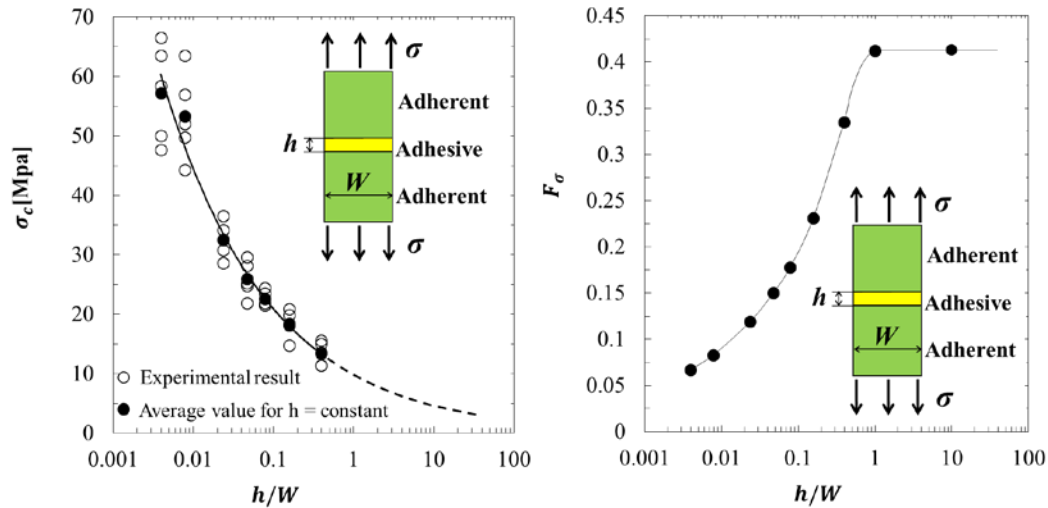 σ_c[Mpa]
70
60
50
40
30
20
10
0
0.001
0.01
0.1
1
10
100
h/W
σ
Adherent
h
Adhesive
W
Adherent
σ
Experimental result
Average value for h = constant
F_σ
0.45
0.4
0.35
0.3
0.25
0.2
0.15
0.1
0.05
0
0.001
0.01
0.1
1
10
100
h/W
σ
Adherent
h
Adhesive
W
Adherent
σ